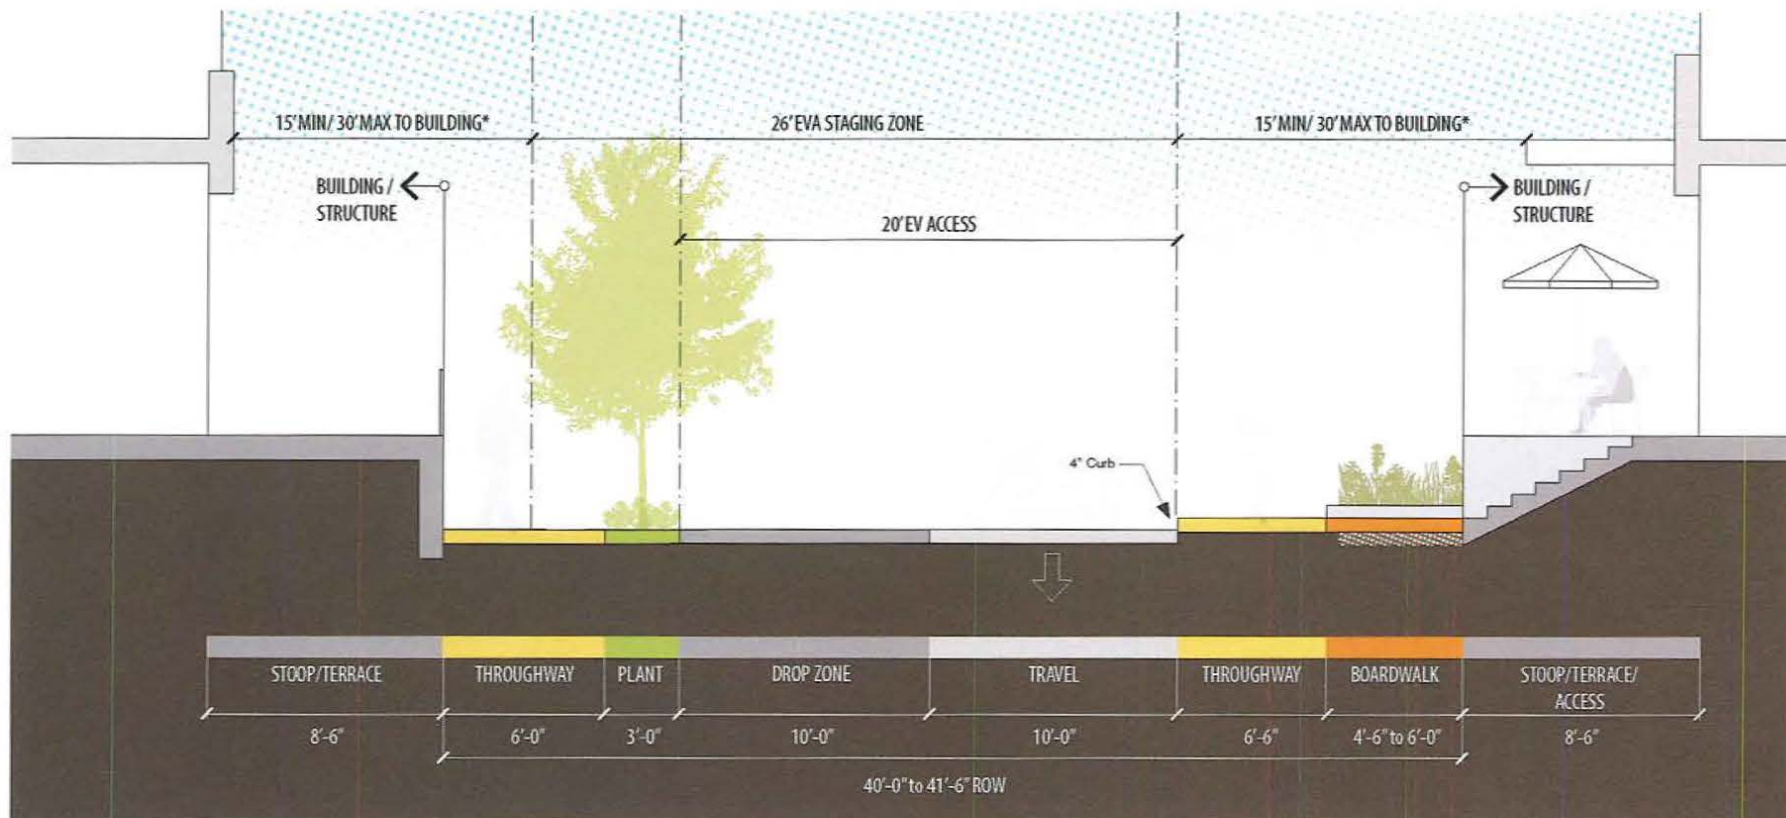 15' MIN/ 30' MAX TO BUILDING*
26' EVA STAGING ZONE
15' MIN/ 30' MAX TO BUILDING*
BUILDING /
STRUCTURE
BUILDING /
STRUCTURE
20' EV ACCESS
4" Curb
STOOP/TERRACE
THROUGHWAY
PLANT
DROP ZONE
TRAVEL
THROUGHWAY
BOARDWALK
STOOP/TERRACE/
ACCESS
8'-6"
6'-0"
3'-0"
10'-0"
10'-0"
6'-6"
4'-6" to 6'-0"
8'-6"
40'-0" to 41'-6" ROW